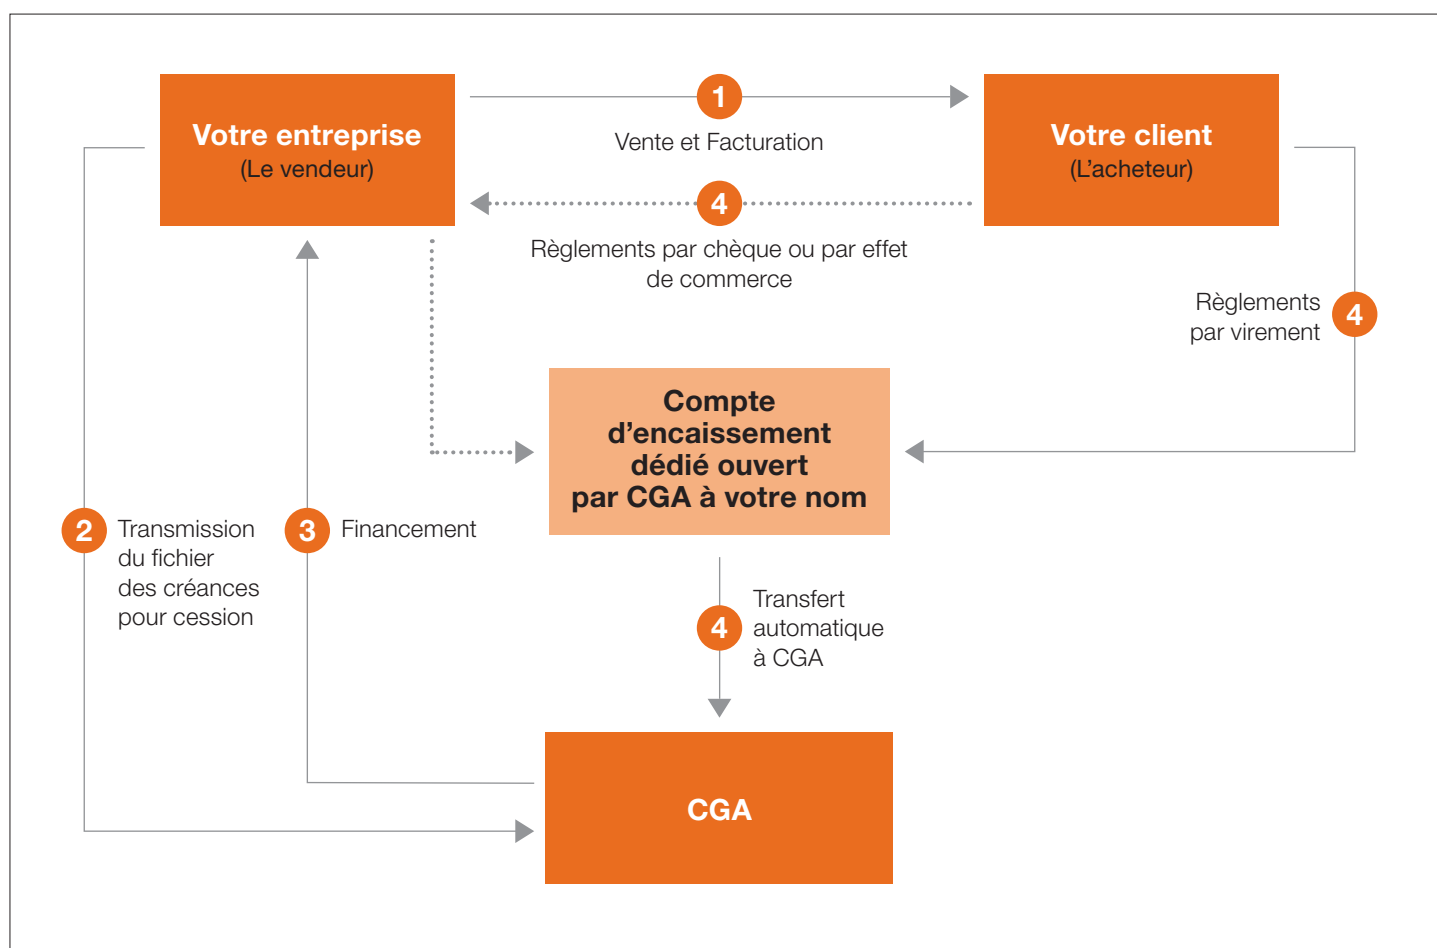 Votre entreprise
(Le vendeur)
1
Vente et Facturation
Votre client
(L’acheteur)
4
Règlements par chèque ou par effet
de commerce
Règlements
par virement
4
Compte
d’encaissement
dédié ouvert
par CGA à votre nom
2
Transmission
du fichier
des créances
pour cession
3
Financement
4
Transfert
automatique
à CGA
CGA